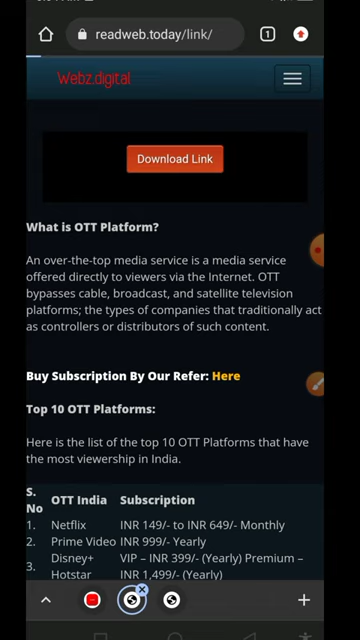 readweb.today/link/
1
Webz.digital
Download Link
What is OTT Platform?
An over-the-top media service is a media service
offered directly to viewers via the Internet. OTT
bypasses cable, broadcast, and satellite television
platforms; the types of companies that traditionally act
as controllers or distributors of such content.
Buy Subscription By Our Refer: Here
Top 10 OTT Platforms:
Here is the list of the top 10 OTT Platforms that have
the most viewership in India.
S. No OTT India Subscription
1. Netflix INR 149/- to INR 649/- Monthly
2. Prime Video INR 999/- Yearly
3. Disney+ Hotstar VIP – INR 399/- (Yearly) Premium –
INR 1,499/- (Yearly)